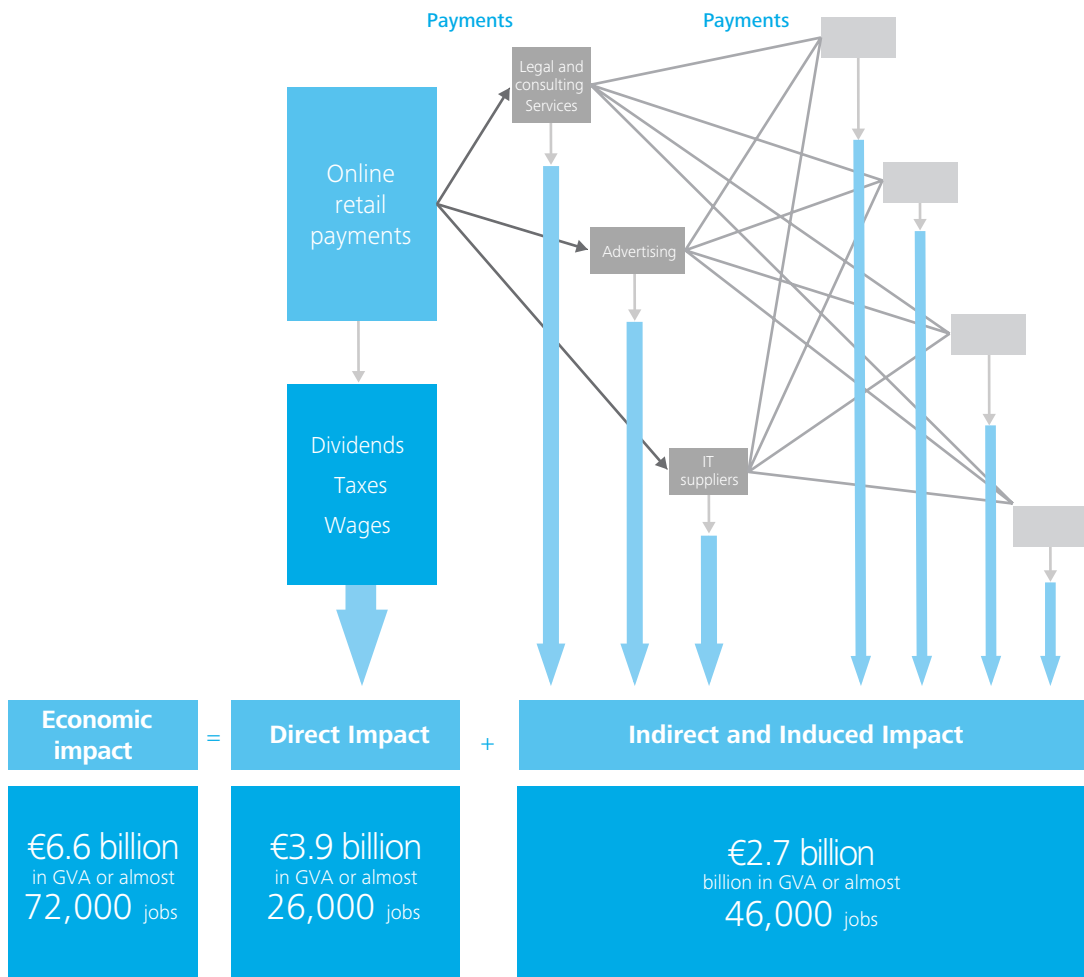 Payments
Payments
Legal and
consulting
Services
Online
retail
payments
Advertising
IT
suppliers
Dividends
Taxes
Wages
Economic
impact
=
Direct Impact
+
Indirect and Induced Impact
€6.6 billion
in GVA or almost
72,000 jobs
€3.9 billion
in GVA or almost
26,000 jobs
€2.7 billion
billion in GVA or almost
46,000 jobs